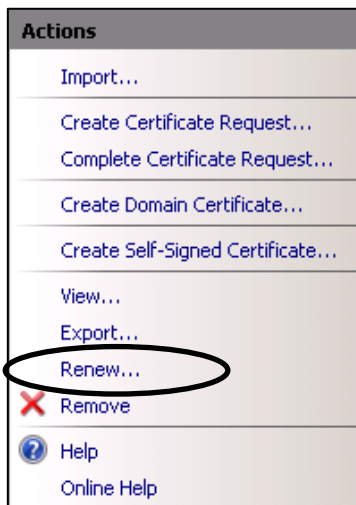 Actions
Import...
Create Certificate Request...
Complete Certificate Request...
Create Domain Certificate...
Create Self-Signed Certificate...
View...
Export...
Renew...
Remove
Help
Online Help